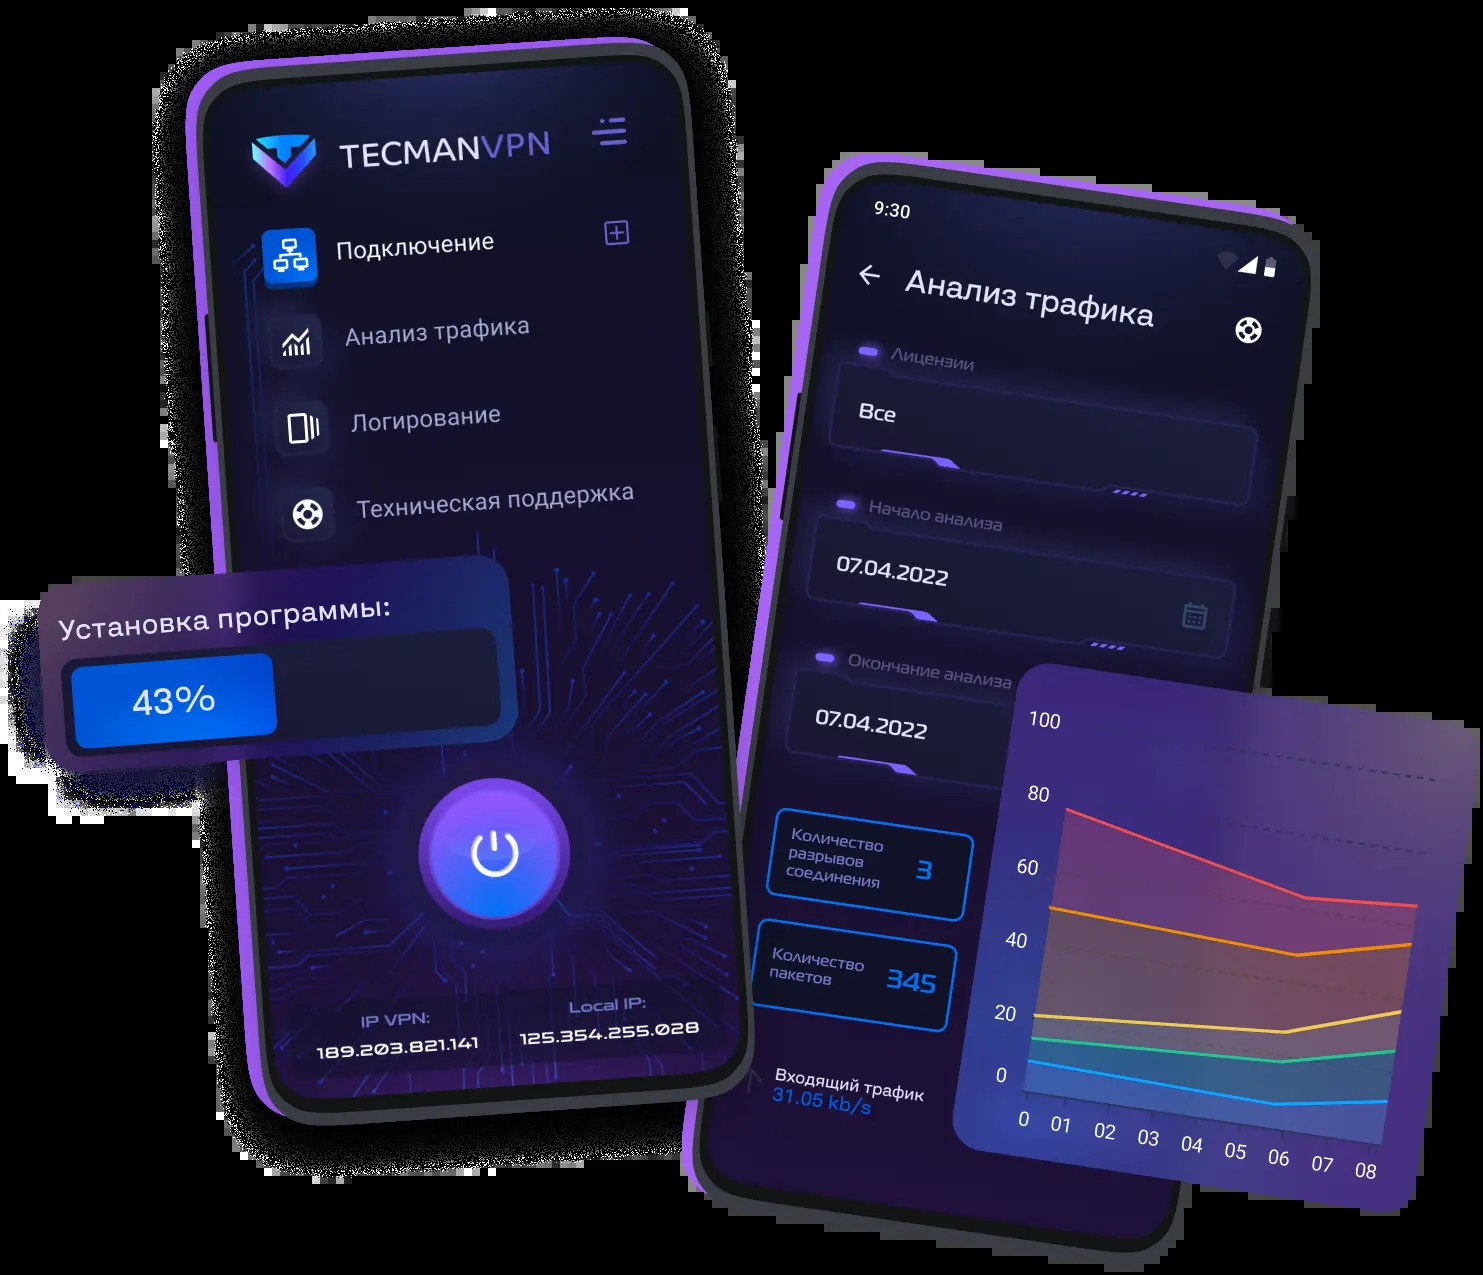 TECMANVPN
Подключение
Анализ трафика
Логирование
Техническая поддержка
Установка программы:
43%
IP VPN:
189.203.821.141
Local IP:
125.354.255.028
9:30
Анализ трафика
Лицензии
Все
Начало анализа
07.04.2022
Окончание анализа
07.04.2022
Количество
разрывов
соединения
3
Количество
пакетов
345
Входящий трафик
31.05 kb/s
100
80
60
40
20
0
0 01 02 03 04 05 06 07 08